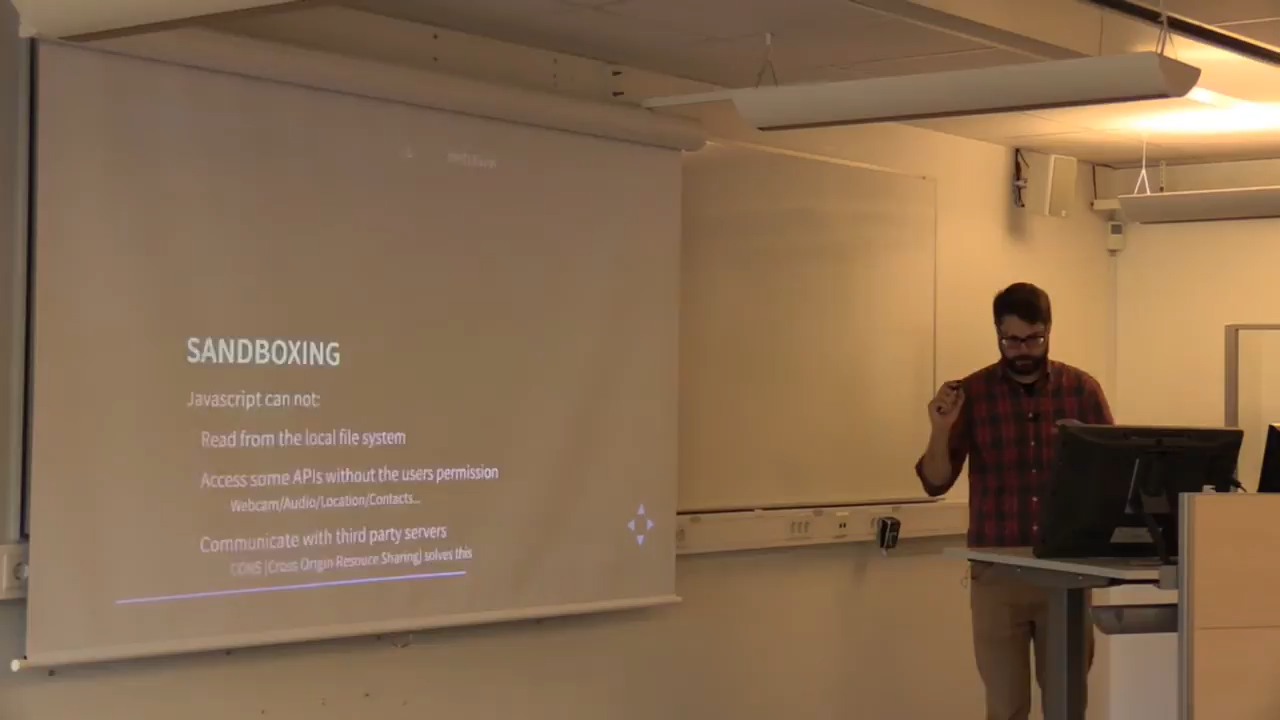 SANDBOXING
Javascript can not:
Read from the local file system
Access some APIs without the users permission
Webcam/Audio/Location/Contacts...
Communicate with third party servers
CORS (Cross Origin Resouce Sharing) solves this